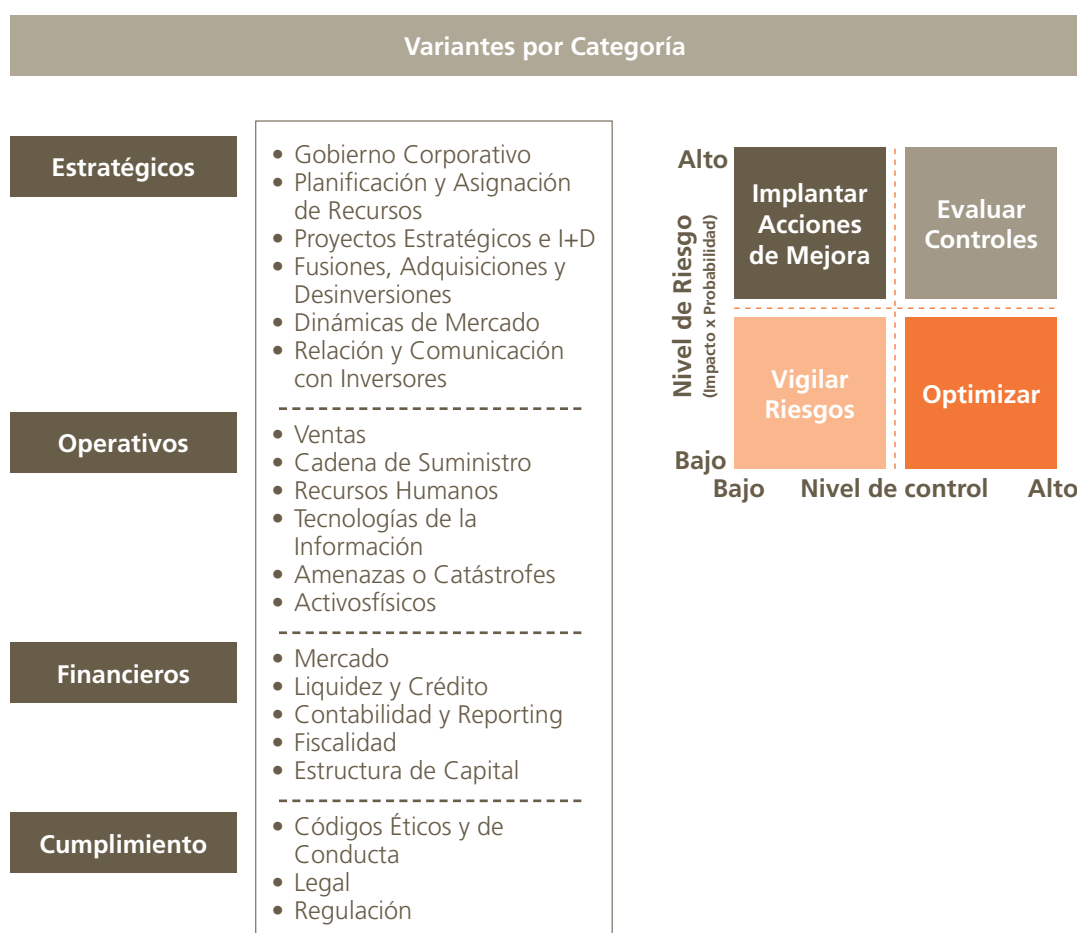 Variantes por Categoría
Estratégicos
• Gobierno Corporativo
• Planificación y Asignación
de Recursos
• Proyectos Estratégicos e I+D
• Fusiones, Adquisiciones y
Desinversiones
• Dinámicas de Mercado
• Relación y Comunicación
con Inversores
Operativos
• Ventas
• Cadena de Suministro
• Recursos Humanos
• Tecnologías de la
Información
• Amenazas o Catástrofes
• Activosfísicos
Financieros
• Mercado
• Liquidez y Crédito
• Contabilidad y Reporting
• Fiscalidad
• Estructura de Capital
Cumplimiento
• Códigos Éticos y de
Conducta
• Legal
• Regulación
Alto
Nivel de Riesgo
(Impacto x Probabilidad)
Bajo
Implantar
Acciones
de Mejora
Evaluar
Controles
Vigilar
Riesgos
Optimizar
Bajo Nivel de control Alto